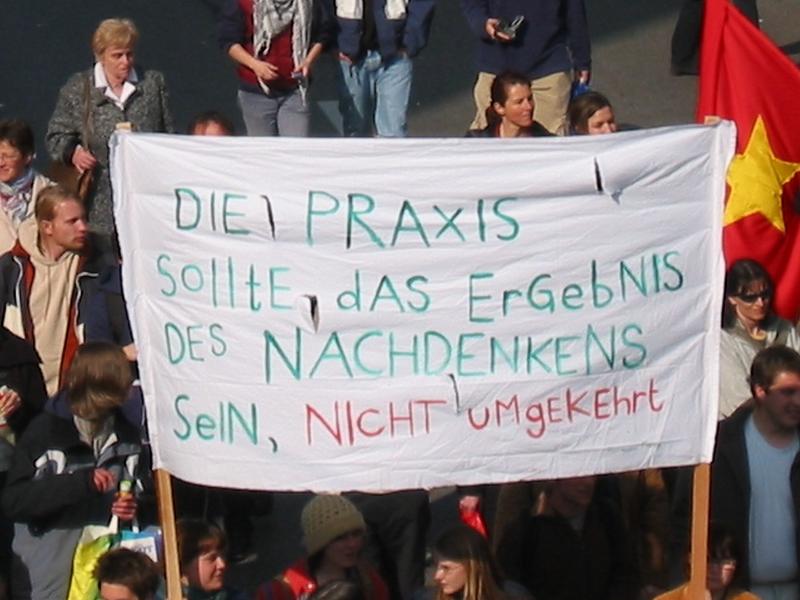 DIE PRAXIS
SolltE dAS ErGebNIS
DES NACHDENKENS
SeIN, NICHT uMgEKEhrt